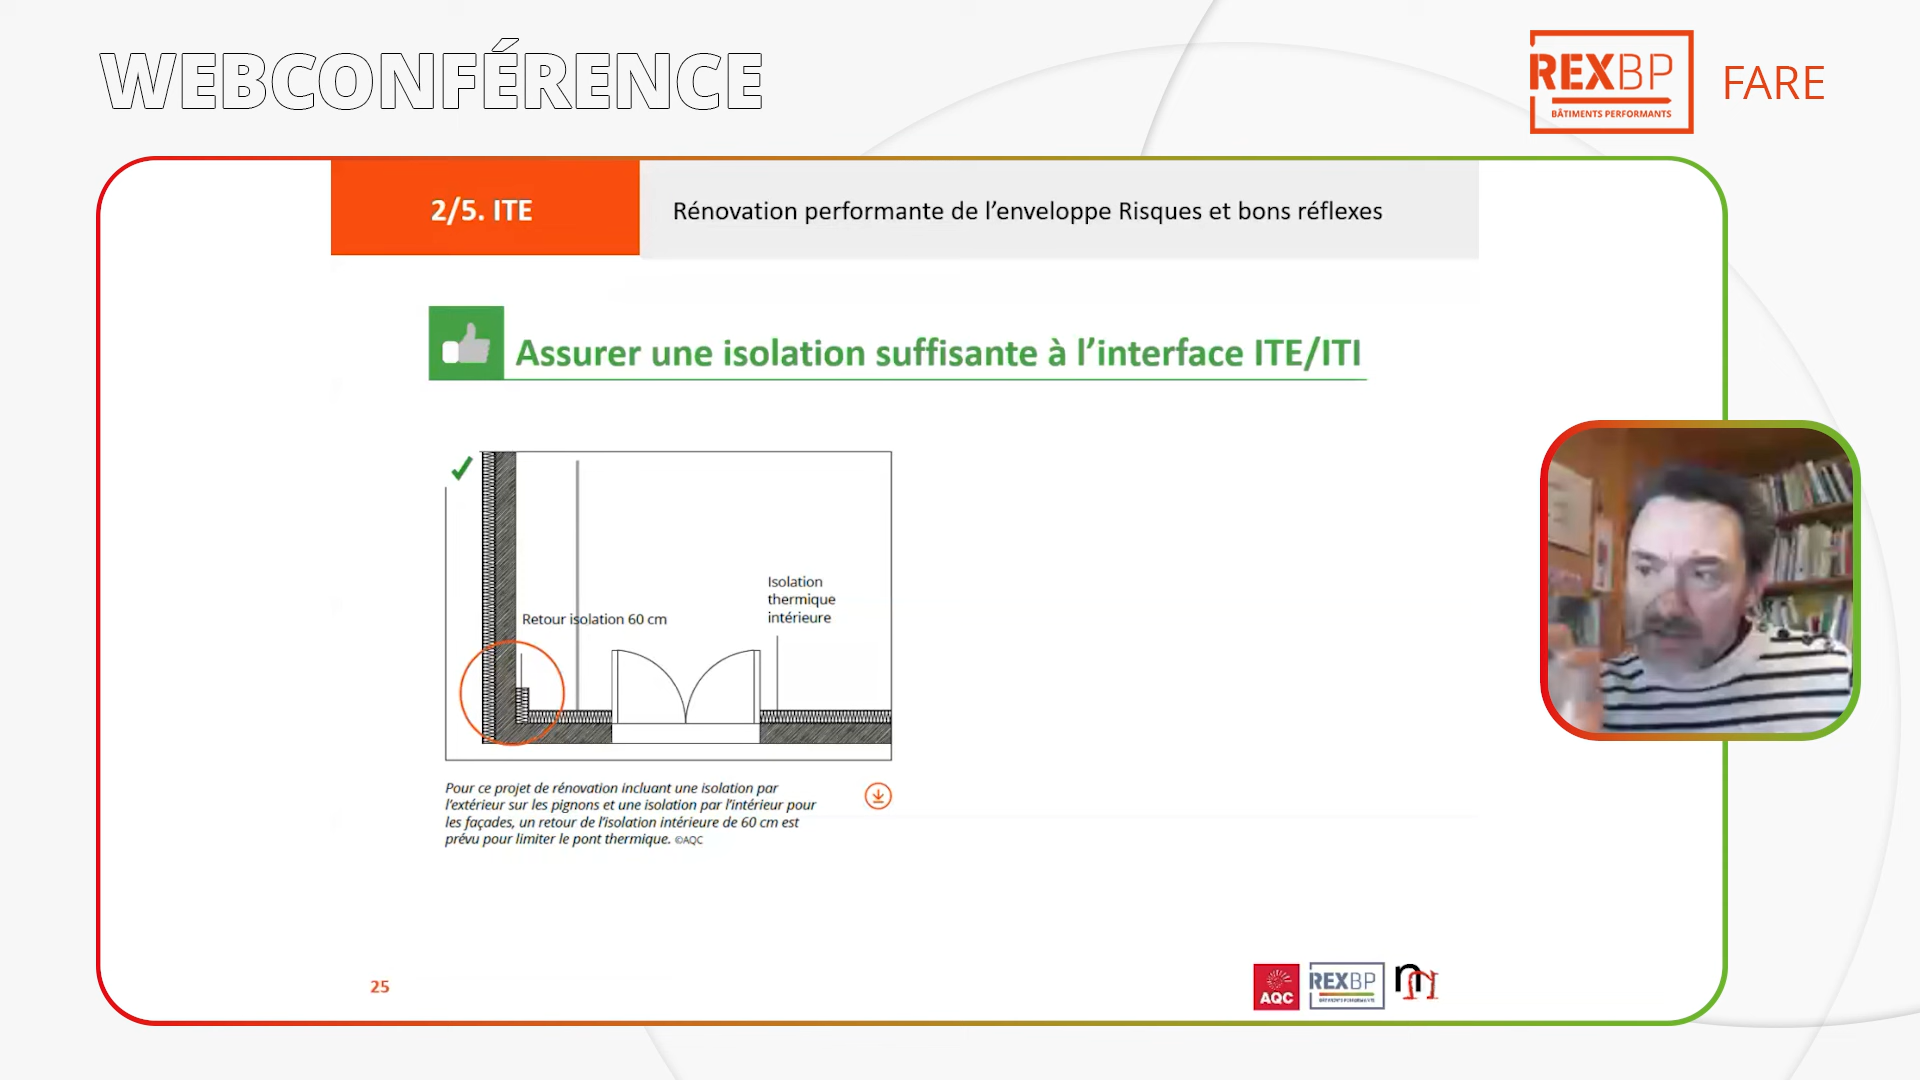 WEBCONFÉRENCE
REXBP
BÂTIMENTS PERFORMANTS
FARE
2/5. ITE
Rénovation performante de l’enveloppe Risques et bons réflexes
Assurer une isolation suffisante à l’interface ITE/ITI
Isolation
thermique
intérieure
Retour isolation 60 cm
Pour ce projet de rénovation incluant une isolation par
l’extérieur sur les pignons et une isolation par l’intérieur pour
les façades, un retour de l’isolation intérieure de 60 cm est
prévu pour limiter le pont thermique. ©AQC
25
AQC
REXBP
BÂTIMENTS PERFORMANTS